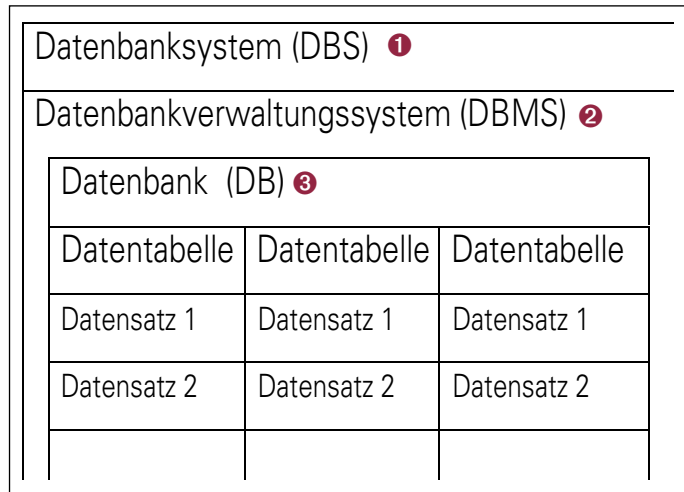 Datenbanksystem (DBS) ❶
Datenbankverwaltungssystem (DBMS) ❷
Datenbank (DB) ❸
Datentabelle Datentabelle Datentabelle
Datensatz 1 Datensatz 1 Datensatz 1
Datensatz 2 Datensatz 2 Datensatz 2